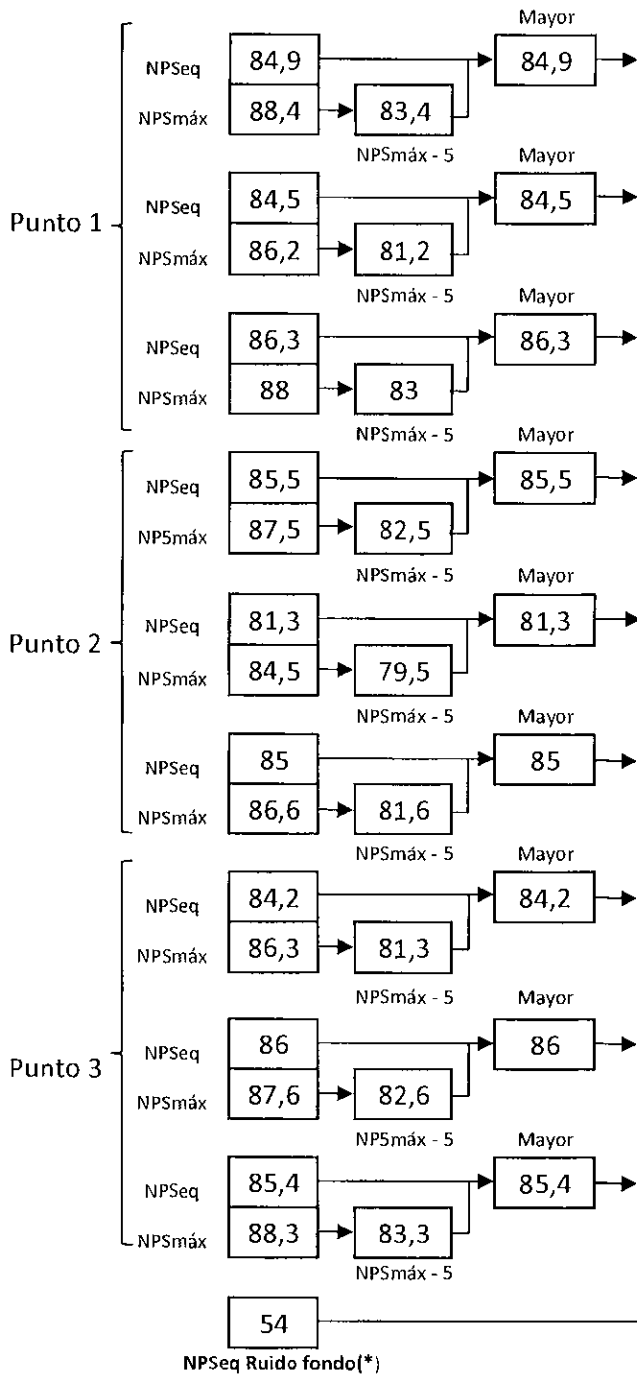 Mayor
NPSeq 84,9 84,9
NPSmáx 88,4 83,4
NPSmáx - 5
Mayor
NPSeq 84,5 84,5
Punto 1
NPSmáx 86,2 81,2
NPSmáx - 5
Mayor
NPSeq 86,3 86,3
NPSmáx 88 83
NPSmáx - 5
Mayor
NPSeq 85,5 85,5
NP5máx 87,5 82,5
NPSmáx - 5
Mayor
NPSeq 81,3 81,3
Punto 2
NPSmáx 84,5 79,5
NPSmáx - 5
Mayor
NPSeq 85 85
NPSmáx 86,6 81,6
NPSmáx - 5
Mayor
NPSeq 84,2 84,2
NPSmáx 86,3 81,3
NPSmáx - 5
Mayor
NPSeq 86 86
Punto 3
NPSmáx 87,6 82,6
NP5máx - 5
Mayor
NPSeq 85,4 85,4
NPSmáx 88,3 83,3
NPSmáx - 5
54
NPSeq Ruido fondo(*)